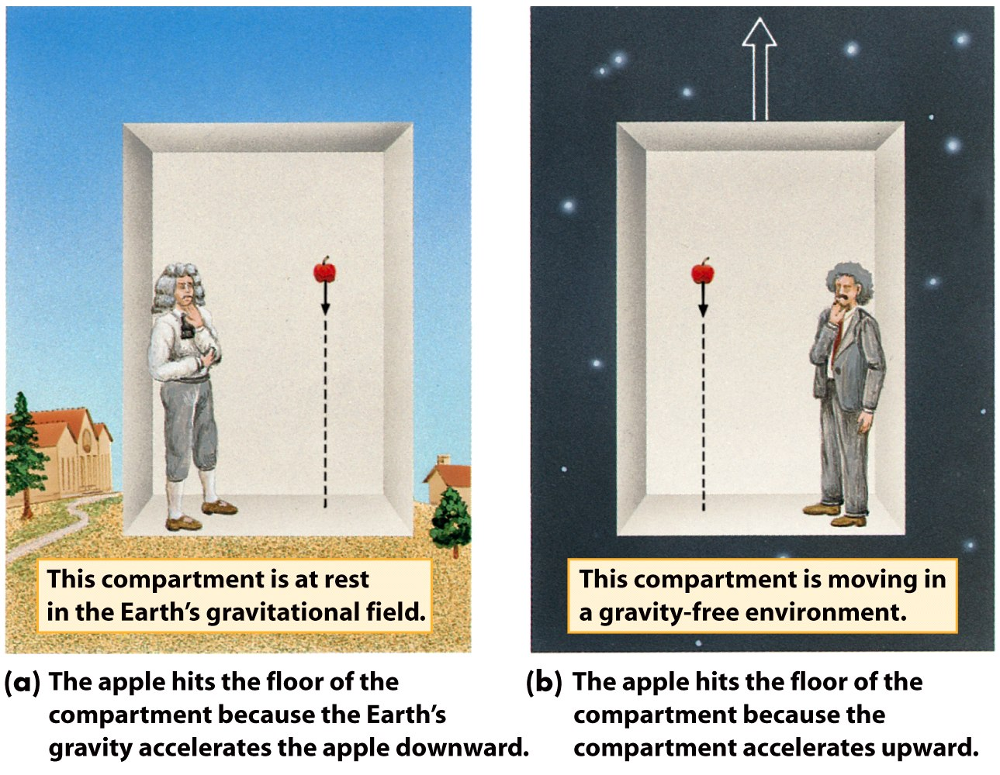 This compartment is at rest
in the Earth's gravitational field.
This compartment is moving in
a gravity-free environment.
(a) The apple hits the floor of the
compartment because the Earth's
gravity accelerates the apple downward.
(b) The apple hits the floor of the
compartment because the
compartment accelerates upward.